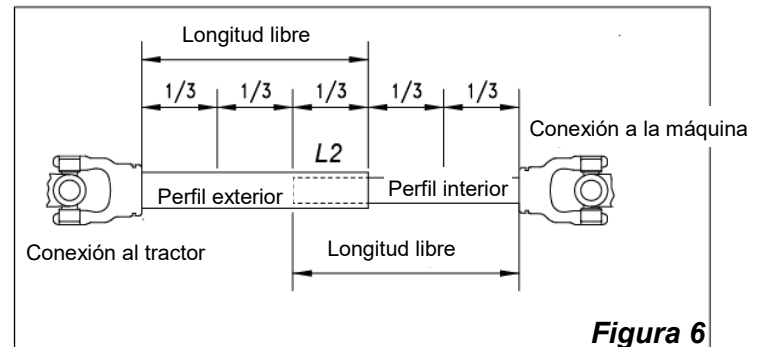 Longitud libre
1/3 1/3 1/3 1/3 1/3
Conexión a la máquina
L2
Perfil exterior
Perfil interior
Conexión al tractor
Longitud libre
Figura 6